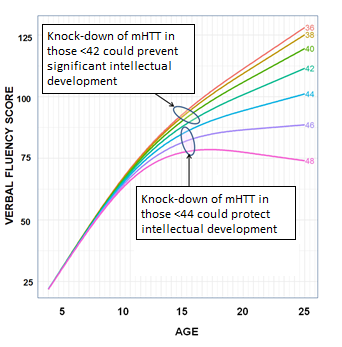 Knock-down of mHTT in
those <42 could prevent
significant intellectual
development
Knock-down of mHTT in
those <44 could protect
intellectual development
VERBAL FLUENCY SCORE
125
100
75
50
25
5
10
15
20
25
AGE
36
38
40
42
44
46
48